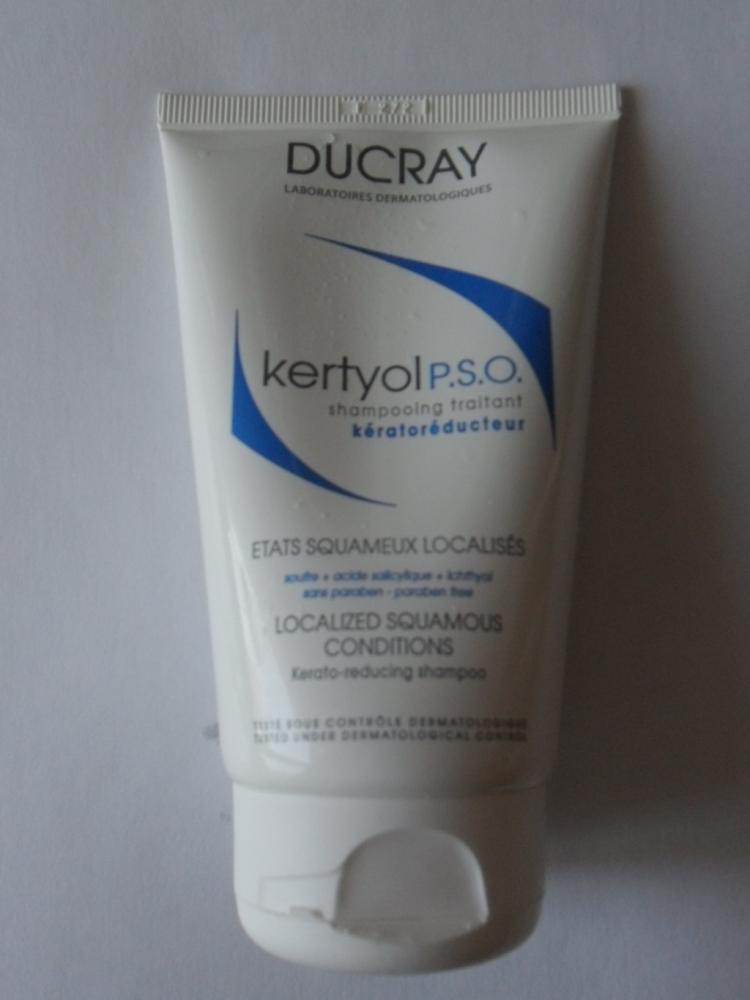 DUCRAY
LABORATOIRES DERMATOLOGIQUES
kertyol P.S.O.
shampooing traitant
kératoréducteur
ETATS SQUAMEUX LOCALISÉS
soufre + acide salicylique + ichthyol
sans paraben - paraben free
LOCALIZED SQUAMOUS
CONDITIONS
Kerato-reducing shampoo
TESTÉ SOUS CONTRÔLE DERMATOLOGIQUE
TESTED UNDER DERMATOLOGICAL CONTROL